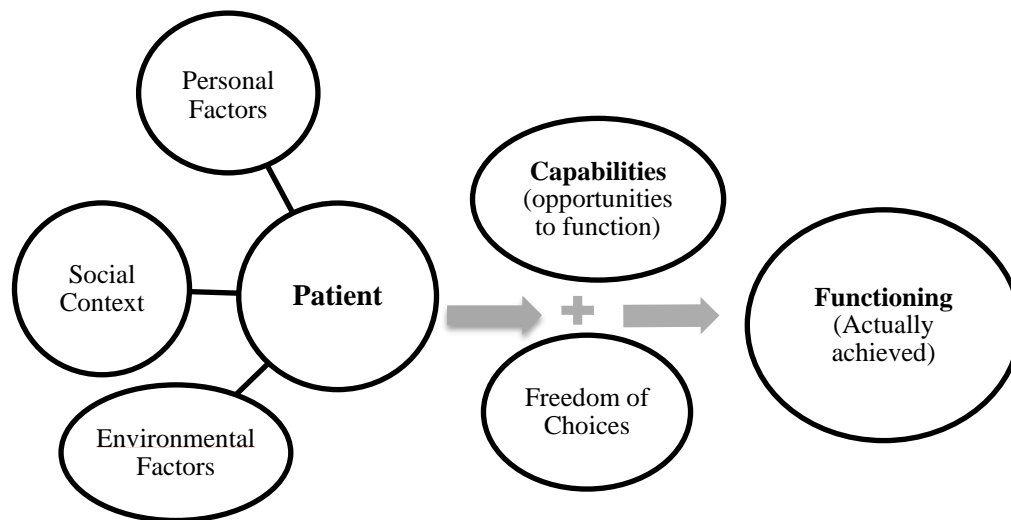 Personal
Factors
Social
Context
Environmental
Factors
Patient
Capabilities
(opportunities
to function)
Freedom of
Choices
Functioning
(Actually
achieved)